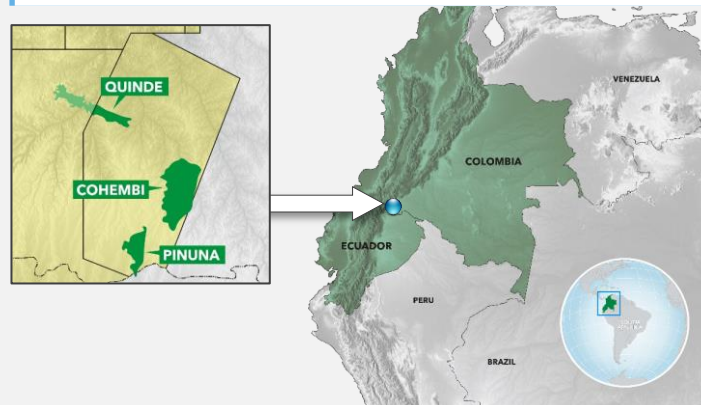 QUINDE
COHEMBI
PINUNA
VENEZUELA
COLOMBIA
ECUADOR
PERU
BRAZIL